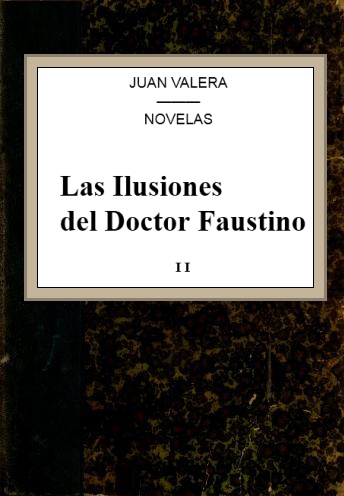 JUAN VALERA
NOVELAS
Las Ilusiones
del Doctor Faustino
II